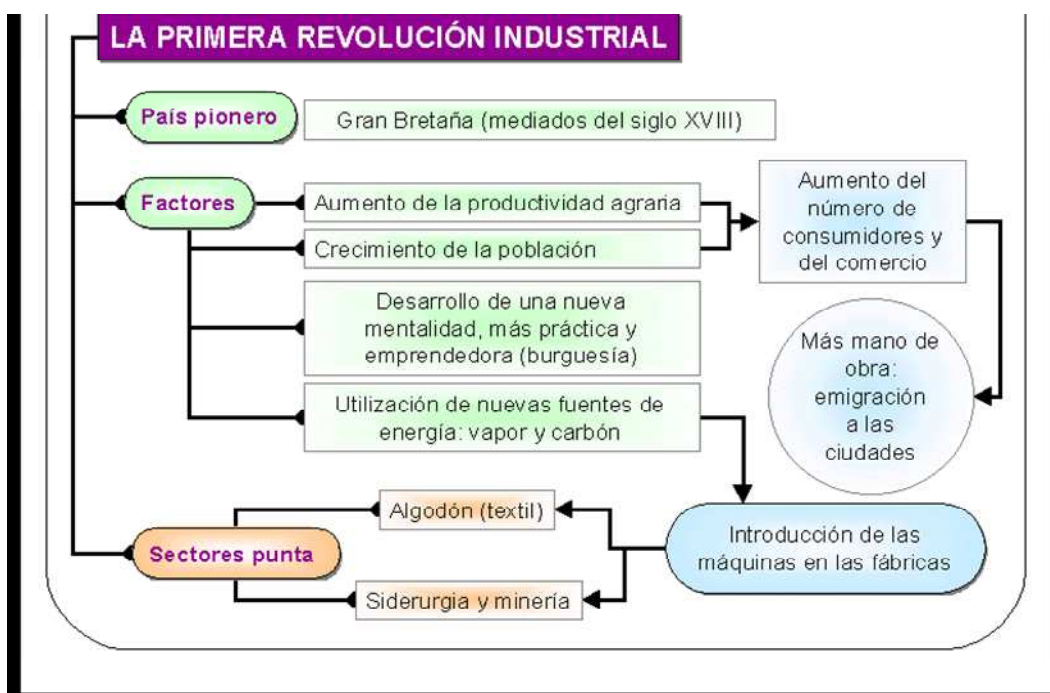 LA PRIMERA REVOLUCIÓN INDUSTRIAL
País pionero
Gran Bretaña (mediados del siglo XVIII)
Factores
Aumento de la productividad agraria
Crecimiento de la población
Aumento del
número de
consumidores y
del comercio
Desarrollo de una nueva
mentalidad, más práctica y
emprendedora (burguesía)
Más mano de
obra:
emigración
a las
ciudades
Utilización de nuevas fuentes de
energía: vapor y carbón
Algodón (textil)
Sectores punta
Introducción de las
máquinas en las fábricas
Siderurgia y minería